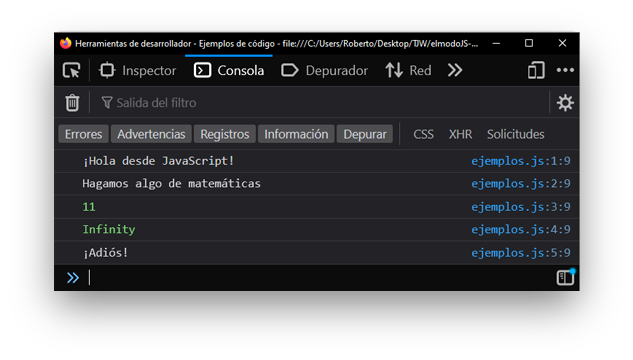 Herramientas de desarrollador - Ejemplos de código - file:///C:/Users/Roberto/Desktop/TJW/elmodoJS-...
Inspector Consola Depurador Red
Salida del filtro
Errores Advertencias Registros Información Depurar CSS XHR Solicitudes
¡Hola desde JavaScript! ejemplos.js:1:9
Hagamos algo de matemáticas ejemplos.js:2:9
11 ejemplos.js:3:9
Infinity ejemplos.js:4:9
¡Adiós! ejemplos.js:5:9